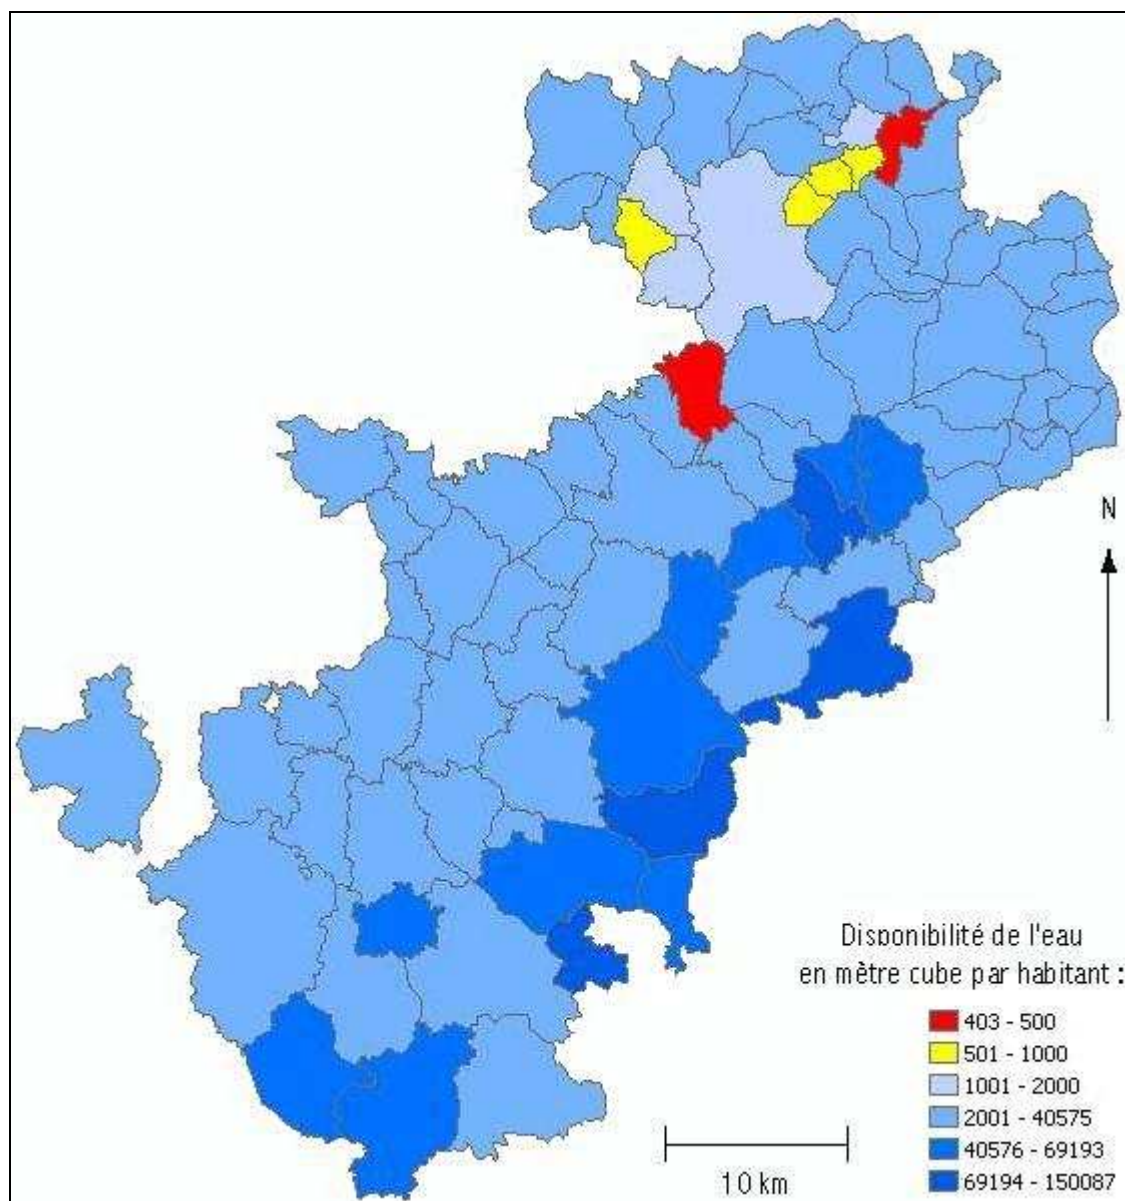 N
Disponibilité de l'eau
en mètre cube par habitant :
403 - 500
501 - 1000
1001 - 2000
2001 - 40575
40576 - 69193
69194 - 150087
10 km